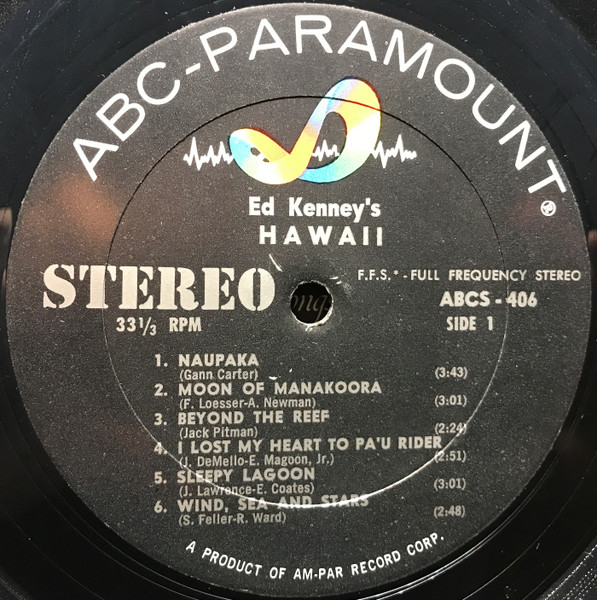 ABC-PARAMOUNT
Ed Kenney's
HAWAII
STEREO
F.F.S.* - FULL FREQUENCY STEREO
33 1/3 RPM
ABCS - 406
SIDE 1
1. NAUPAKA
(Gann Carter) (3:43)
2. MOON OF MANAKOORA
(F. Loesser-A. Newman) (3:01)
3. BEYOND THE REEF
(Jack Pitman) (2:24)
4. I LOST MY HEART TO PA'U RIDER
(J. DeMello-E. Magoon, Jr.) (2:51)
5. SLEEPY LAGOON
(J. Lawrence-E. Coates) (3:01)
6. WIND, SEA AND STARS
(S. Feller-R. Ward) (2:48)
A PRODUCT OF AM-PAR RECORD CORP.